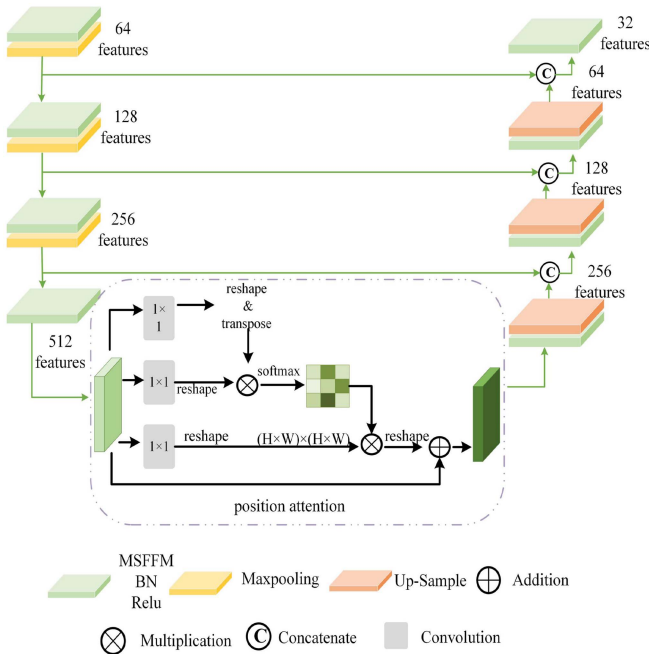 64
features
32
features
C
64
features
128
features
C
128
features
256
features
C
256
features
512
features
1×
1
reshape
&
transpose
1×1
reshape
softmax
1×1
reshape
(H×W)×(H×W)
reshape
position attention
MSFFM
BN
Relu
Maxpooling
Up-Sample
Addition
Multiplication
C
Concatenate
Convolution